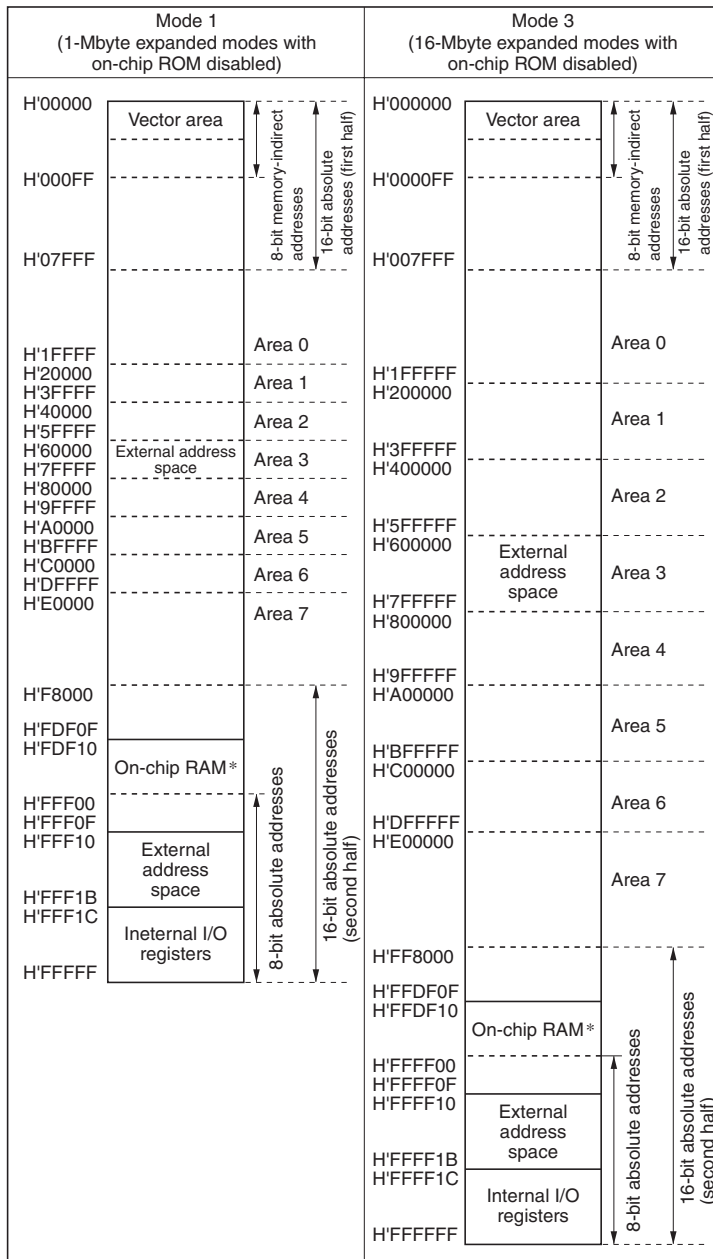 Mode 1
(1-Mbyte expanded modes with
on-chip ROM disabled)
H'00000
Vector area
H'000FF
8-bit memory-indirect
addresses
16-bit absolute
addresses (first half)
H'07FFF
H'1FFFF
Area 0
H'20000
H'3FFFF
Area 1
H'40000
H'5FFFF
Area 2
H'60000
H'7FFFF
External address
space
Area 3
H'80000
H'9FFFF
Area 4
H'A0000
H'BFFFF
Area 5
H'C0000
H'DFFFF
Area 6
H'E0000
Area 7
H'F8000
H'FDF0F
H'FDF10
On-chip RAM*
H'FFF00
H'FFF0F
H'FFF10
External
address
space
H'FFF1B
H'FFF1C
Ineternal I/O
registers
H'FFFFF
8-bit absolute addresses
16-bit absolute addresses
(second half)
Mode 3
(16-Mbyte expanded modes with
on-chip ROM disabled)
H'000000
Vector area
H'0000FF
8-bit memory-indirect
addresses
16-bit absolute
addresses (first half)
H'007FFF
Area 0
H'1FFFFF
H'200000
Area 1
H'3FFFFF
H'400000
Area 2
H'5FFFFF
H'600000
External
address
space
Area 3
H'7FFFFF
H'800000
Area 4
H'9FFFFF
H'A00000
Area 5
H'BFFFFF
H'C00000
Area 6
H'DFFFFF
H'E00000
Area 7
H'FF8000
H'FFDF0F
H'FFDF10
On-chip RAM*
H'FFFF00
H'FFFF0F
H'FFFF10
External
address
space
H'FFFF1B
H'FFFF1C
Internal I/O
registers
H'FFFFFF
8-bit absolute addresses
16-bit absolute addresses
(second half)